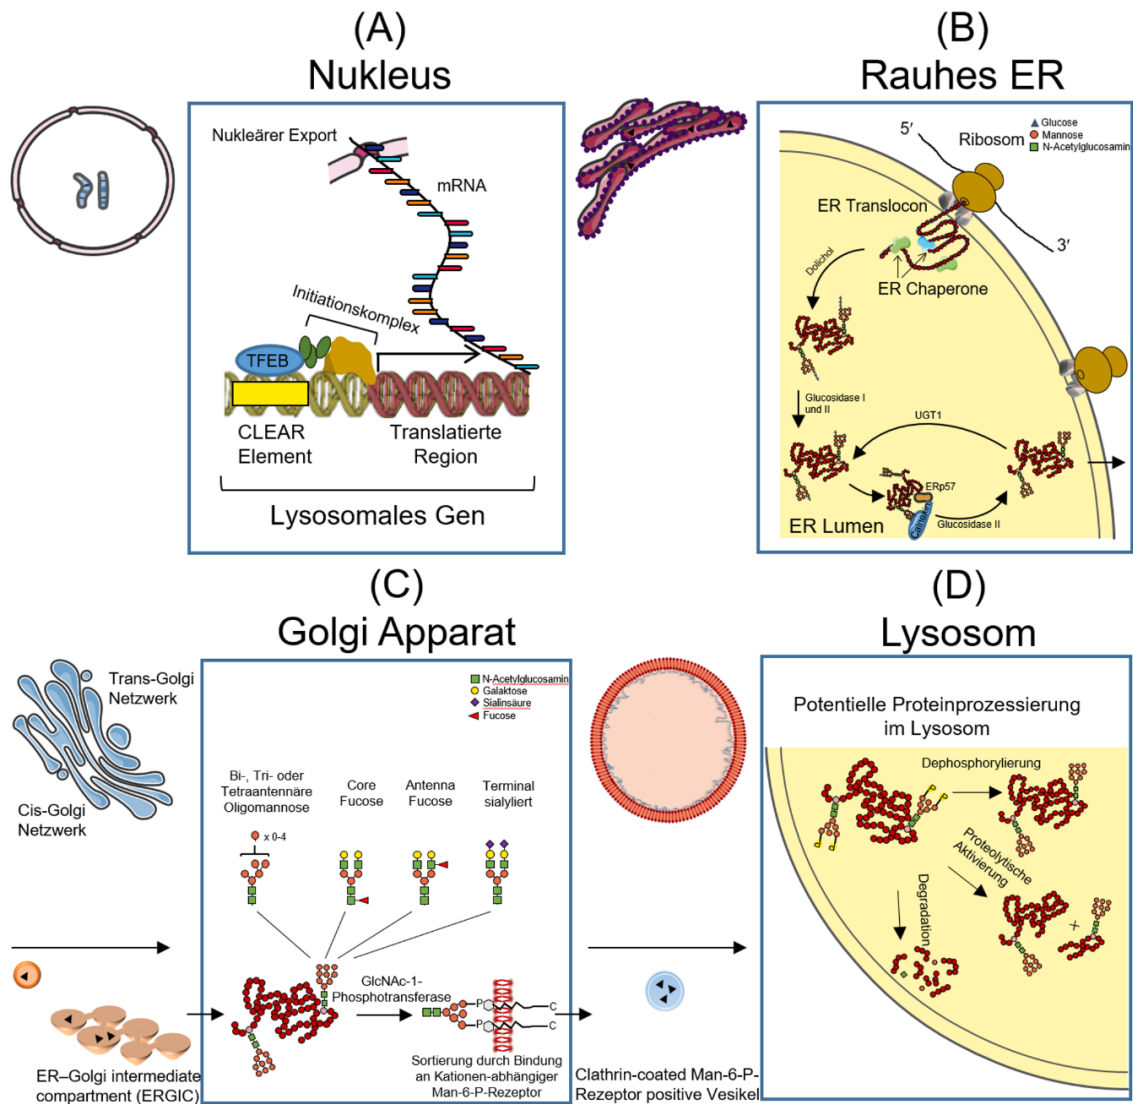 (A)
Nukleus
Nukleärer Export
mRNA
Initiationskomplex
TFEB
CLEAR
Element
Translatierte
Region
Lysosomales Gen
(B)
Rauhes ER
Glucose
Mannose
N-Acetylglucosamin
5′
Ribosom
ER Translocon
3′
Dolichol
ER Chaperone
Glucosidase I
und II
UGT1
ERp57
Calnexin
Glucosidase II
ER Lumen
(C)
Golgi Apparat
Trans-Golgi
Netzwerk
Cis-Golgi
Netzwerk
N-Acetylglucosamin
Galaktose
Sialinsäure
Fucose
Bi-, Tri- oder
Tetraantennäre
Oligomannose
Core
Fucose
Antenna
Fucose
Terminal
sialyliert
x 0-4
GlcNAc-1-
Phosphotransferase
P
C
P
C
Sortierung durch Bindung
an Kationen-abhängiger
Man-6-P-Rezeptor
ER–Golgi intermediate
compartment (ERGIC)
Clathrin-coated Man-6-P-
Rezeptor positive Vesikel
(D)
Lysosom
Potentielle Proteinprozessierung
im Lysosom
Dephosphorylierung
Proteolytische
Aktivierung
Degradation
+